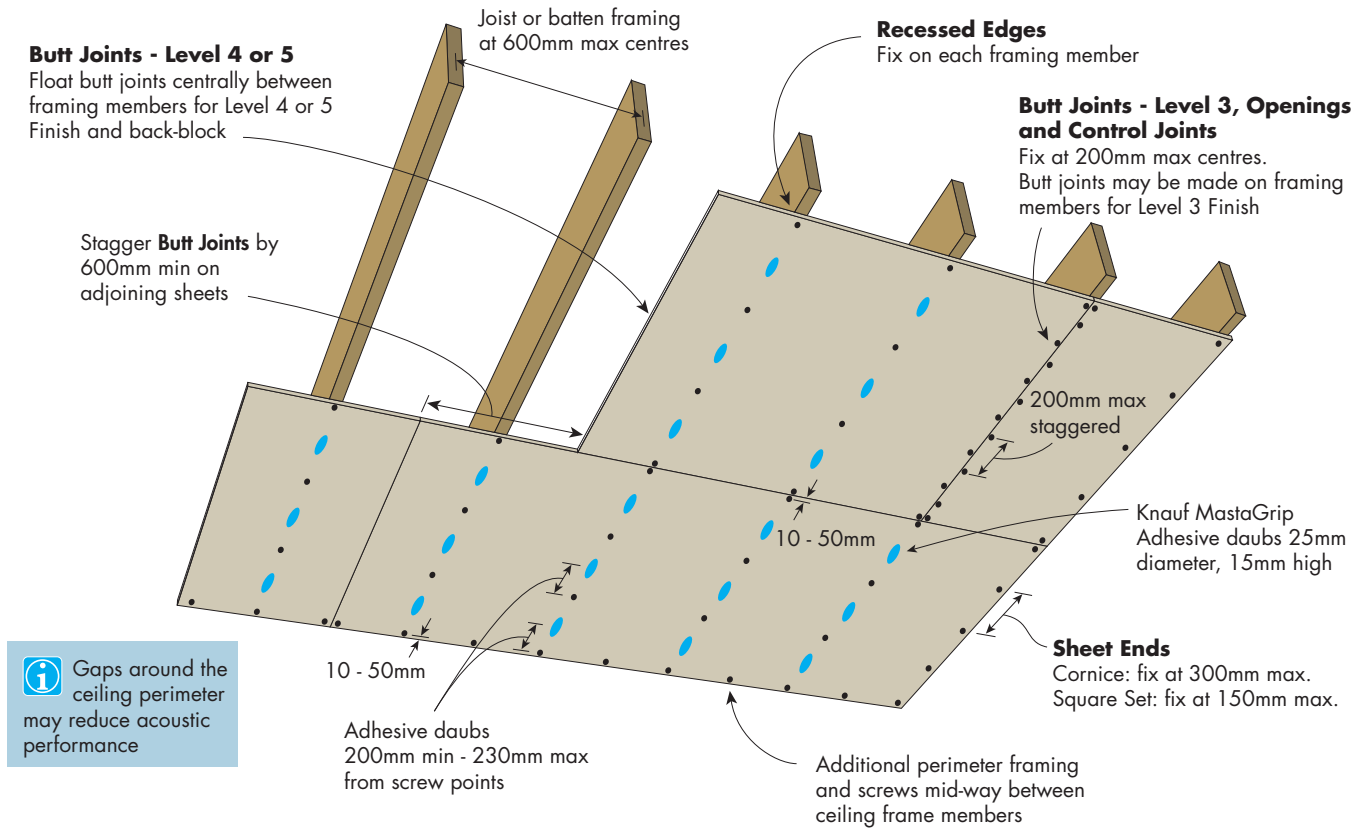 Joist or batten framing
at 600mm max centres
Butt Joints - Level 4 or 5
Float butt joints centrally between
framing members for Level 4 or 5
Finish and back-block
Recessed Edges
Fix on each framing member
Butt Joints - Level 3, Openings
and Control Joints
Fix at 200mm max centres.
Butt joints may be made on framing
members for Level 3 Finish
Stagger Butt Joints by
600mm min on
adjoining sheets
200mm max
staggered
10 - 50mm
Knauf MastaGrip
Adhesive daubs 25mm
diameter, 15mm high
10 - 50mm
Sheet Ends
Cornice: fix at 300mm max.
Square Set: fix at 150mm max.
i Gaps around the
ceiling perimeter
may reduce acoustic
performance
Adhesive daubs
200mm min - 230mm max
from screw points
Additional perimeter framing
and screws mid-way between
ceiling frame members